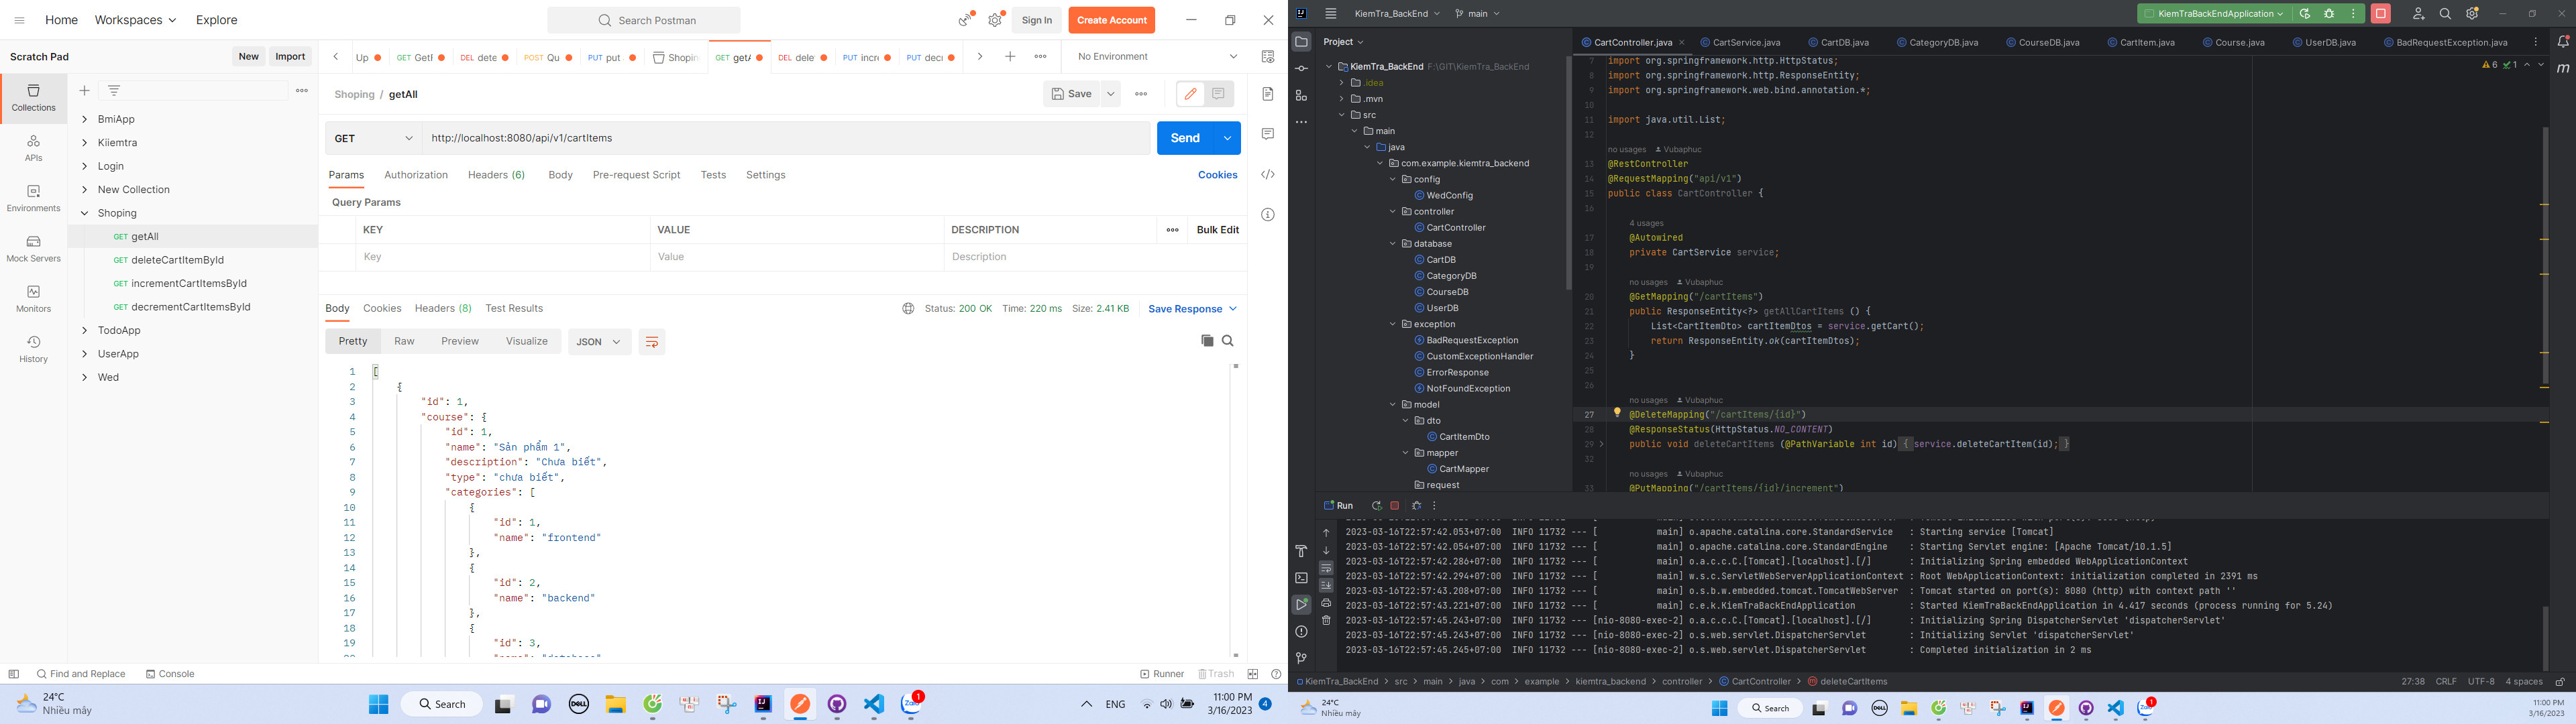 Home Workspaces Explore
Search Postman
Sign In Create Account
Scratch Pad New Import
Up GET GetF DEL dele POST Qu PUT put Shopin GET getA DEL dele PUT incre PUT decr No Environment
Collections
APIs
Environments
Mock Servers
Monitors
History
BmiApp
Kiiemtra
Login
New Collection
Shoping
GET getAll
GET deleteCartItemById
GET incrementCartItemsById
GET decrementCartItemsById
TodoApp
UserApp
Wed
Shoping / getAll Save
GET http://localhost:8080/api/v1/cartItems Send
Params Authorization Headers (6) Body Pre-request Script Tests Settings Cookies
Query Params
KEY VALUE DESCRIPTION Bulk Edit
Key Value Description
Body Cookies Headers (8) Test Results Status: 200 OK Time: 220 ms Size: 2.41 KB Save Response
Pretty Raw Preview Visualize JSON
1 [
2 {
3 "id": 1,
4 "course": {
5 "id": 1,
6 "name": "Sản phẩm 1",
7 "description": "Chưa biết",
8 "type": "chưa biết",
9 "categories": [
10 {
11 "id": 1,
12 "name": "frontend"
13 },
14 {
15 "id": 2,
16 "name": "backend"
17 },
18 {
19 "id": 3,
20 "name": "database"
Find and Replace Console Runner Trash
24°C
Nhiều mây
Search
1
ENG
11:00 PM
3/16/2023
4
KiemTra_BackEnd main KiemTraBackEndApplication
Project
CartController.java CartService.java CartDB.java CategoryDB.java CourseDB.java CartItem.java Course.java UserDB.java BadRequestException.java
KiemTra_BackEnd F:\GIT\KiemTra_BackEnd
.idea
.mvn
src
main
java
com.example.kiemtra_backend
config
WedConfig
controller
CartController
database
CartDB
CategoryDB
CourseDB
UserDB
exception
BadRequestException
CustomExceptionHandler
ErrorResponse
NotFoundException
model
dto
CartItemDto
mapper
CartMapper
request
6 1
7 import org.springframework.http.HttpStatus;
8 import org.springframework.http.ResponseEntity;
9 import org.springframework.web.bind.annotation.*;
10
11 import java.util.List;
12
no usages Vubaphuc
13 @RestController
14 @RequestMapping("api/v1")
15 public class CartController {
16
4 usages
17 @Autowired
18 private CartService service;
19
no usages Vubaphuc
20 @GetMapping("/cartItems")
21 public ResponseEntity<?> getAllCartItems () {
22 List<CartItemDto> cartItemDtos = service.getCart();
23 return ResponseEntity.ok(cartItemDtos);
24 }
25
26
no usages Vubaphuc
27 @DeleteMapping("/cartItems/{id}")
28 @ResponseStatus(HttpStatus.NO_CONTENT)
29 public void deleteCartItems (@PathVariable int id) { service.deleteCartItem(id); }
32
no usages Vubaphuc
33 @PutMapping("/cartItems/{id}/increment")
Run
2023-03-16T22:57:42.053+07:00 INFO 11732 --- [ main] o.apache.catalina.core.StandardService : Starting service [Tomcat]
2023-03-16T22:57:42.054+07:00 INFO 11732 --- [ main] o.apache.catalina.core.StandardEngine : Starting Servlet engine: [Apache Tomcat/10.1.5]
2023-03-16T22:57:42.286+07:00 INFO 11732 --- [ main] o.a.c.c.C.[Tomcat].[localhost].[/] : Initializing Spring embedded WebApplicationContext
2023-03-16T22:57:42.294+07:00 INFO 11732 --- [ main] w.s.c.ServletWebServerApplicationContext : Root WebApplicationContext: initialization completed in 2391 ms
2023-03-16T22:57:43.208+07:00 INFO 11732 --- [ main] o.s.b.w.embedded.tomcat.TomcatWebServer : Tomcat started on port(s): 8080 (http) with context path ''
2023-03-16T22:57:43.221+07:00 INFO 11732 --- [ main] c.e.k.KiemTraBackEndApplication : Started KiemTraBackEndApplication in 4.417 seconds (process running for 5.24)
2023-03-16T22:57:45.243+07:00 INFO 11732 --- [nio-8080-exec-2] o.a.c.c.C.[Tomcat].[localhost].[/] : Initializing Spring DispatcherServlet 'dispatcherServlet'
2023-03-16T22:57:45.243+07:00 INFO 11732 --- [nio-8080-exec-2] o.s.web.servlet.DispatcherServlet : Initializing Servlet 'dispatcherServlet'
2023-03-16T22:57:45.245+07:00 INFO 11732 --- [nio-8080-exec-2] o.s.web.servlet.DispatcherServlet : Completed initialization in 2 ms
KiemTra_BackEnd > src > main > java > com > example > kiemtra_backend > controller > CartController > deleteCartItems 27:38 CRLF UTF-8 4 spaces
24°C
Nhiều mây
Search
1
11:00 PM
3/16/2023